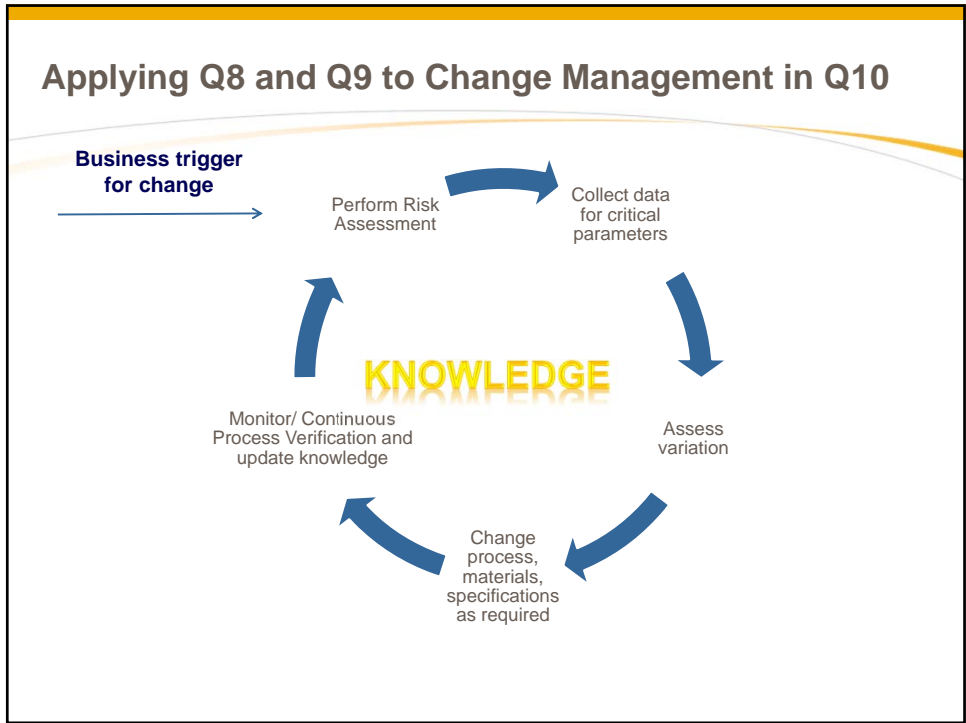 Applying Q8 and Q9 to Change Management in Q10
Business trigger
for change
Perform Risk
Assessment
Collect data
for critical
parameters
KNOWLEDGE
Assess
variation
Change
process,
materials,
specifications
as required
Monitor/ Continuous
Process Verification and
update knowledge